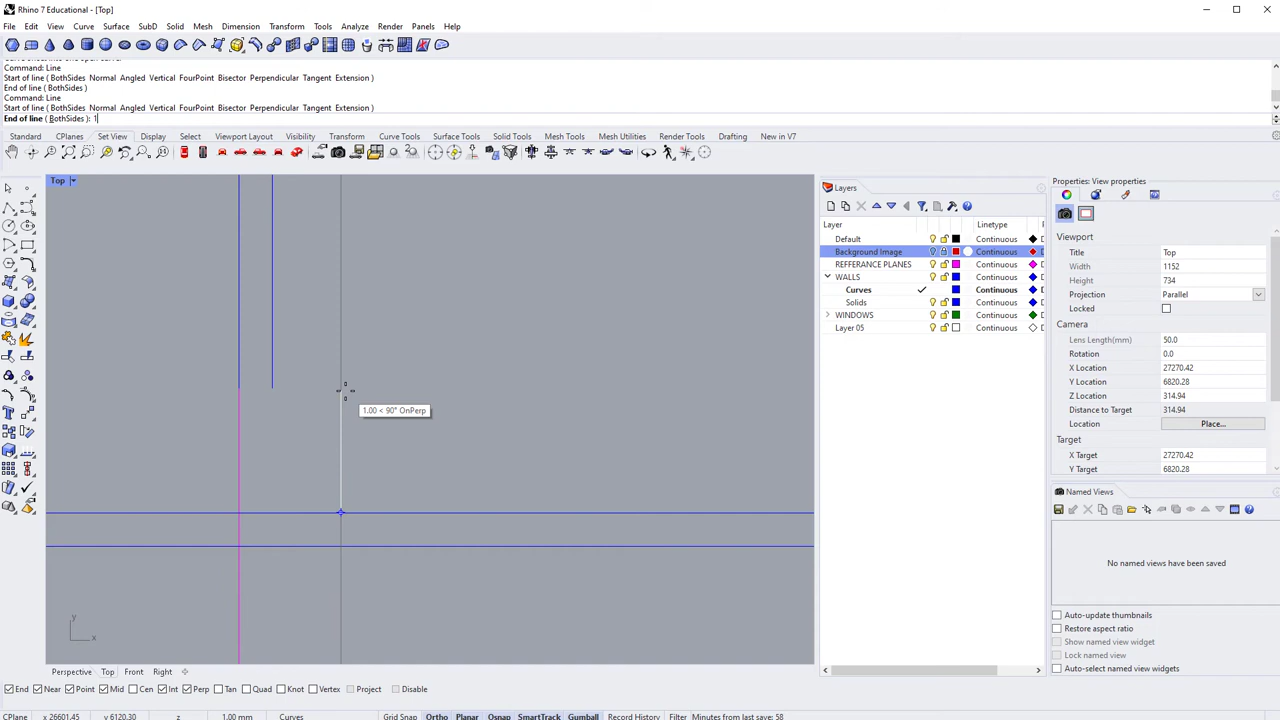 Rhino 7 Educational - [Top]
File Edit View Curve Surface SubD Solid Mesh Dimension Transform Tools Analyze Render Panels Help
Command: Line
Start of line ( BothSides Normal Angled Vertical FourPoint Bisector Perpendicular Tangent Extension )
End of line ( BothSides )
Command: Line
Start of line ( BothSides Normal Angled Vertical FourPoint Bisector Perpendicular Tangent Extension )
End of line ( BothSides ): 1
Standard CPlanes Set View Display Select Viewport Layout Visibility Transform Curve Tools Surface Tools Solid Tools Mesh Tools Mesh Utilities Render Tools Drafting New in V7
Top
1.00 < 90° OnPerp
y
x
Layers
Layer Linetype
Default Continuous
Background Image Continuous
REFFERANCE PLANES Continuous
WALLS Continuous
Curves Continuous
Solids Continuous
WINDOWS Continuous
Layer 05 Continuous
Properties: View properties
Viewport
Title Top
Width 1152
Height 734
Projection Parallel
Locked
Camera
Lens Length(mm) 50.0
Rotation 0.0
X Location 27270.42
Y Location 6820.28
Z Location 314.94
Distance to Target 314.94
Location Place...
Target
X Target 27270.42
Y Target 6820.28
Named Views
No named views have been saved
Auto-update thumbnails
Restore aspect ratio
Show named view widget
Lock named view
Auto-select named view widgets
Perspective Top Front Right
End Near Point Mid Cen Int Perp Tan Quad Knot Vertex Project Disable
CPlane x 26601.45 y 6120.30 z 1.00 mm Curves Grid Snap Ortho Planar Osnap SmartTrack Gumball Record History Filter Minutes from last save: 58